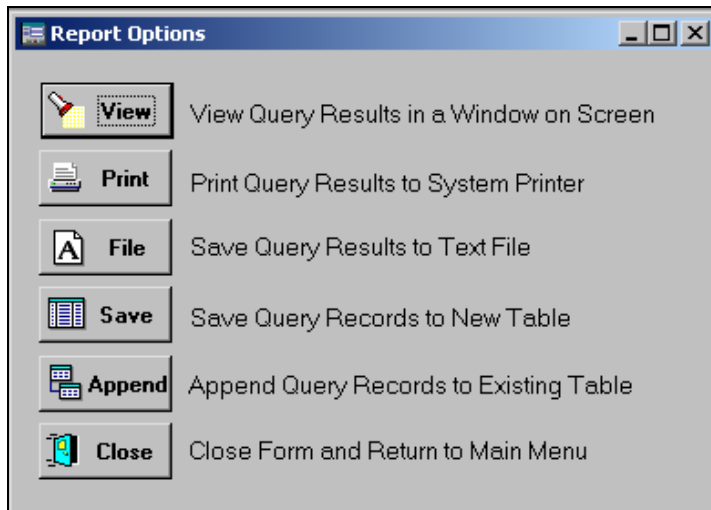 Report Options
View View Query Results in a Window on Screen
Print Print Query Results to System Printer
A File Save Query Results to Text File
Save Save Query Records to New Table
Append Append Query Records to Existing Table
Close Close Form and Return to Main Menu